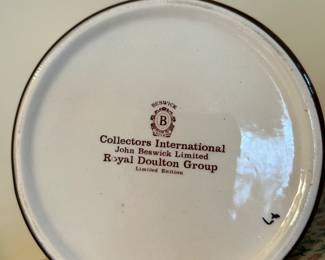 BESWICK
B
Collectors International
John Beswick Limited
Royal Doulton Group
Limited Edition